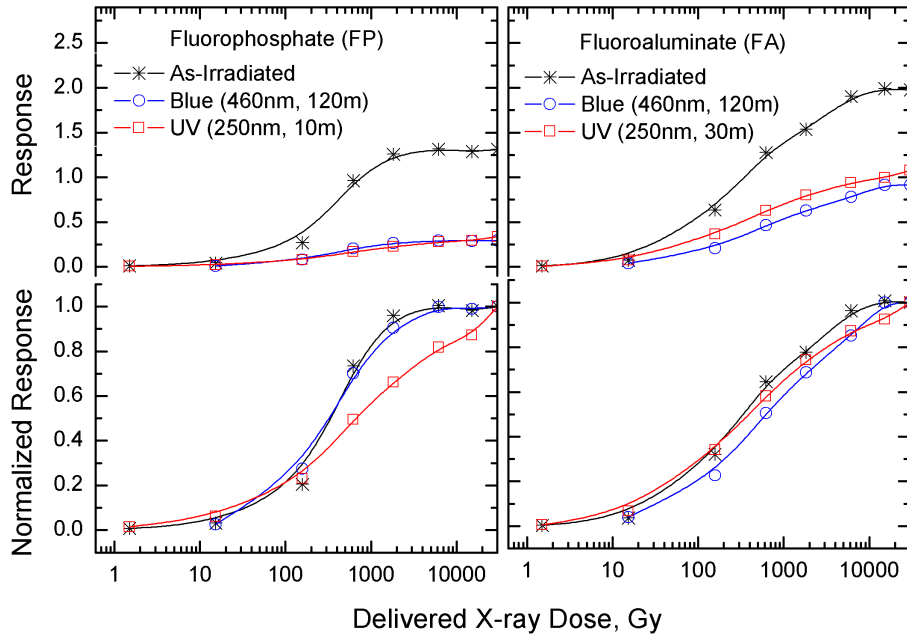 Fluorophosphate (FP)
As-Irradiated
Blue (460nm, 120m)
UV (250nm, 10m)
Fluoroaluminate (FA)
As-Irradiated
Blue (460nm, 120m)
UV (250nm, 30m)
Response
2.5
2.0
1.5
1.0
0.5
0.0
Normalized Response
1.0
0.8
0.6
0.4
0.2
0.0
1 10 100 1000 10000
1 10 100 1000 10000
Delivered X-ray Dose, Gy